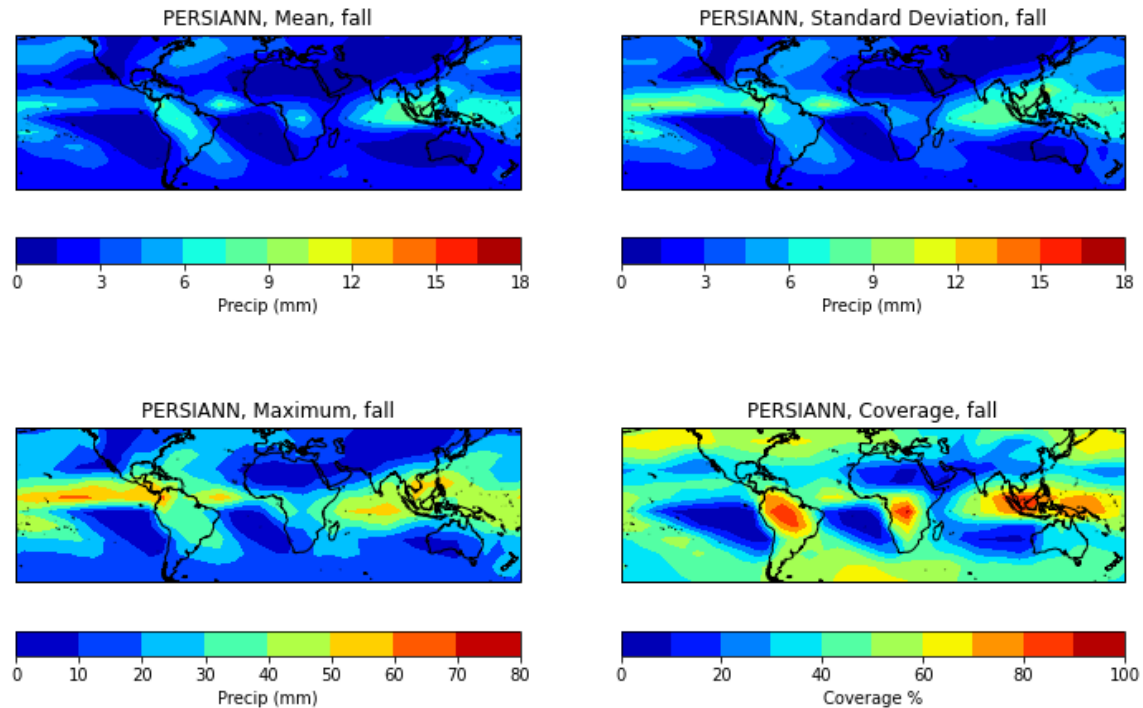 PERSIANN, Mean, fall
PERSIANN, Standard Deviation, fall
0 3 6 9 12 15 18
Precip (mm)
0 3 6 9 12 15 18
Precip (mm)
PERSIANN, Maximum, fall
PERSIANN, Coverage, fall
0 10 20 30 40 50 60 70 80
Precip (mm)
0 20 40 60 80 100
Coverage %